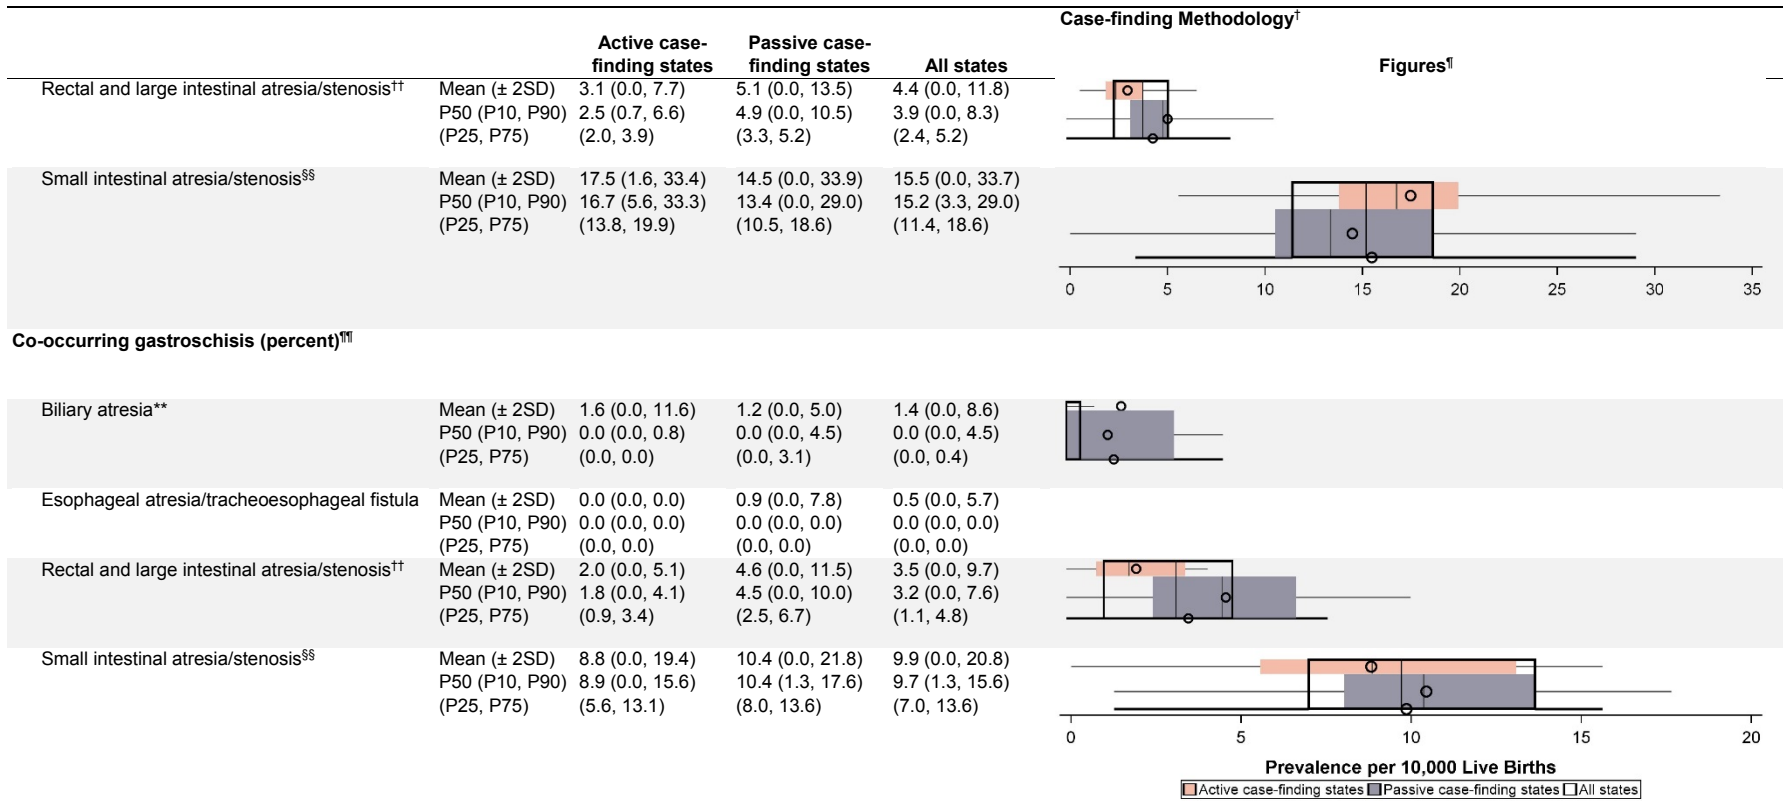 Case-finding Methodology†
Active case-finding states Passive case-finding states All states Figures¶
Rectal and large intestinal atresia/stenosis†† Mean (± 2SD) 3.1 (0.0, 7.7) 5.1 (0.0, 13.5) 4.4 (0.0, 11.8)
P50 (P10, P90) 2.5 (0.7, 6.6) 4.9 (0.0, 10.5) 3.9 (0.0, 8.3)
(P25, P75) (2.0, 3.9) (3.3, 5.2) (2.4, 5.2)
Small intestinal atresia/stenosis§§ Mean (± 2SD) 17.5 (1.6, 33.4) 14.5 (0.0, 33.9) 15.5 (0.0, 33.7)
P50 (P10, P90) 16.7 (5.6, 33.3) 13.4 (0.0, 29.0) 15.2 (3.3, 29.0)
(P25, P75) (13.8, 19.9) (10.5, 18.6) (11.4, 18.6)
0 5 10 15 20 25 30 35
Co-occurring gastroschisis (percent)¶¶
Biliary atresia** Mean (± 2SD) 1.6 (0.0, 11.6) 1.2 (0.0, 5.0) 1.4 (0.0, 8.6)
P50 (P10, P90) 0.0 (0.0, 0.8) 0.0 (0.0, 4.5) 0.0 (0.0, 4.5)
(P25, P75) (0.0, 0.0) (0.0, 3.1) (0.0, 0.4)
Esophageal atresia/tracheoesophageal fistula Mean (± 2SD) 0.0 (0.0, 0.0) 0.9 (0.0, 7.8) 0.5 (0.0, 5.7)
P50 (P10, P90) 0.0 (0.0, 0.0) 0.0 (0.0, 0.0) 0.0 (0.0, 0.0)
(P25, P75) (0.0, 0.0) (0.0, 0.0) (0.0, 0.0)
Rectal and large intestinal atresia/stenosis†† Mean (± 2SD) 2.0 (0.0, 5.1) 4.6 (0.0, 11.5) 3.5 (0.0, 9.7)
P50 (P10, P90) 1.8 (0.0, 4.1) 4.5 (0.0, 10.0) 3.2 (0.0, 7.6)
(P25, P75) (0.9, 3.4) (2.5, 6.7) (1.1, 4.8)
Small intestinal atresia/stenosis§§ Mean (± 2SD) 8.8 (0.0, 19.4) 10.4 (0.0, 21.8) 9.9 (0.0, 20.8)
P50 (P10, P90) 8.9 (0.0, 15.6) 10.4 (1.3, 17.6) 9.7 (1.3, 15.6)
(P25, P75) (5.6, 13.1) (8.0, 13.6) (7.0, 13.6)
0 5 10 15 20
Prevalence per 10,000 Live Births
Active case-finding states Passive case-finding states All states